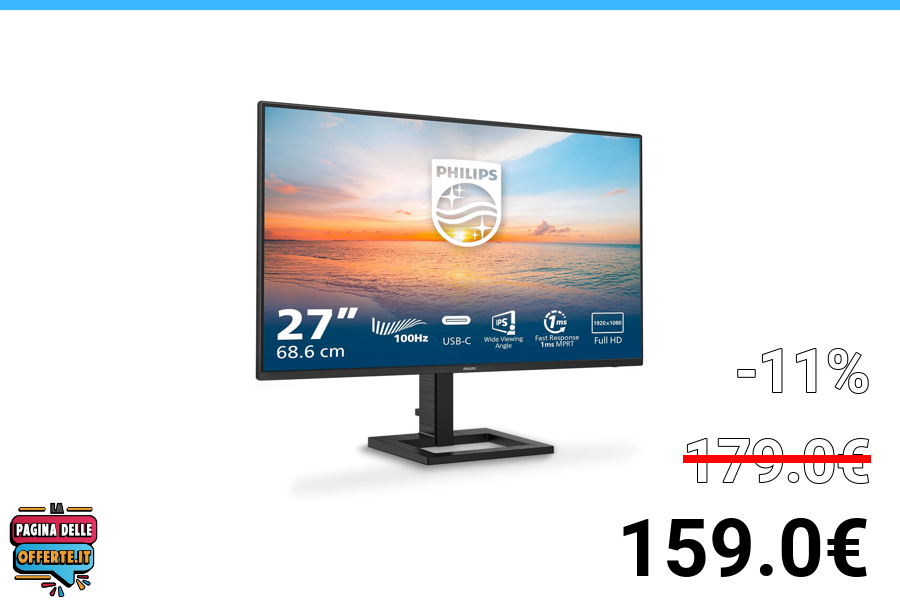 PHILIPS
27”
68.6 cm
100Hz
USB-C
IPS
Wide Viewing
Angle
1ms
Fast Response
1ms MPRT
1920x1080
Full HD
PHILIPS
-11%
179.0€
159.0€
LA
PAGINA DELLE
OFFERTE.IT